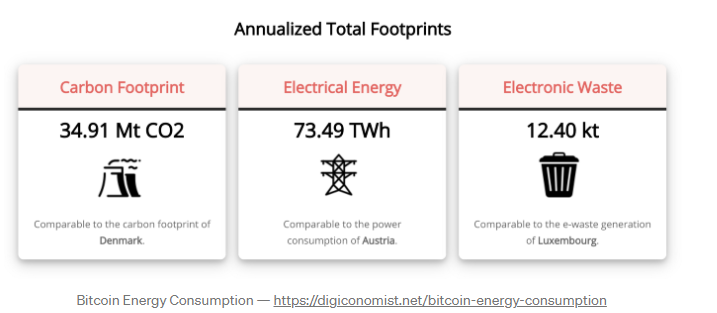 Annualized Total Footprints
Carbon Footprint
34.91 Mt CO2
Comparable to the carbon footprint of
Denmark.
Electrical Energy
73.49 TWh
Comparable to the power
consumption of Austria.
Electronic Waste
12.40 kt
Comparable to the e-waste generation
of Luxembourg.
Bitcoin Energy Consumption — https://digiconomist.net/bitcoin-energy-consumption